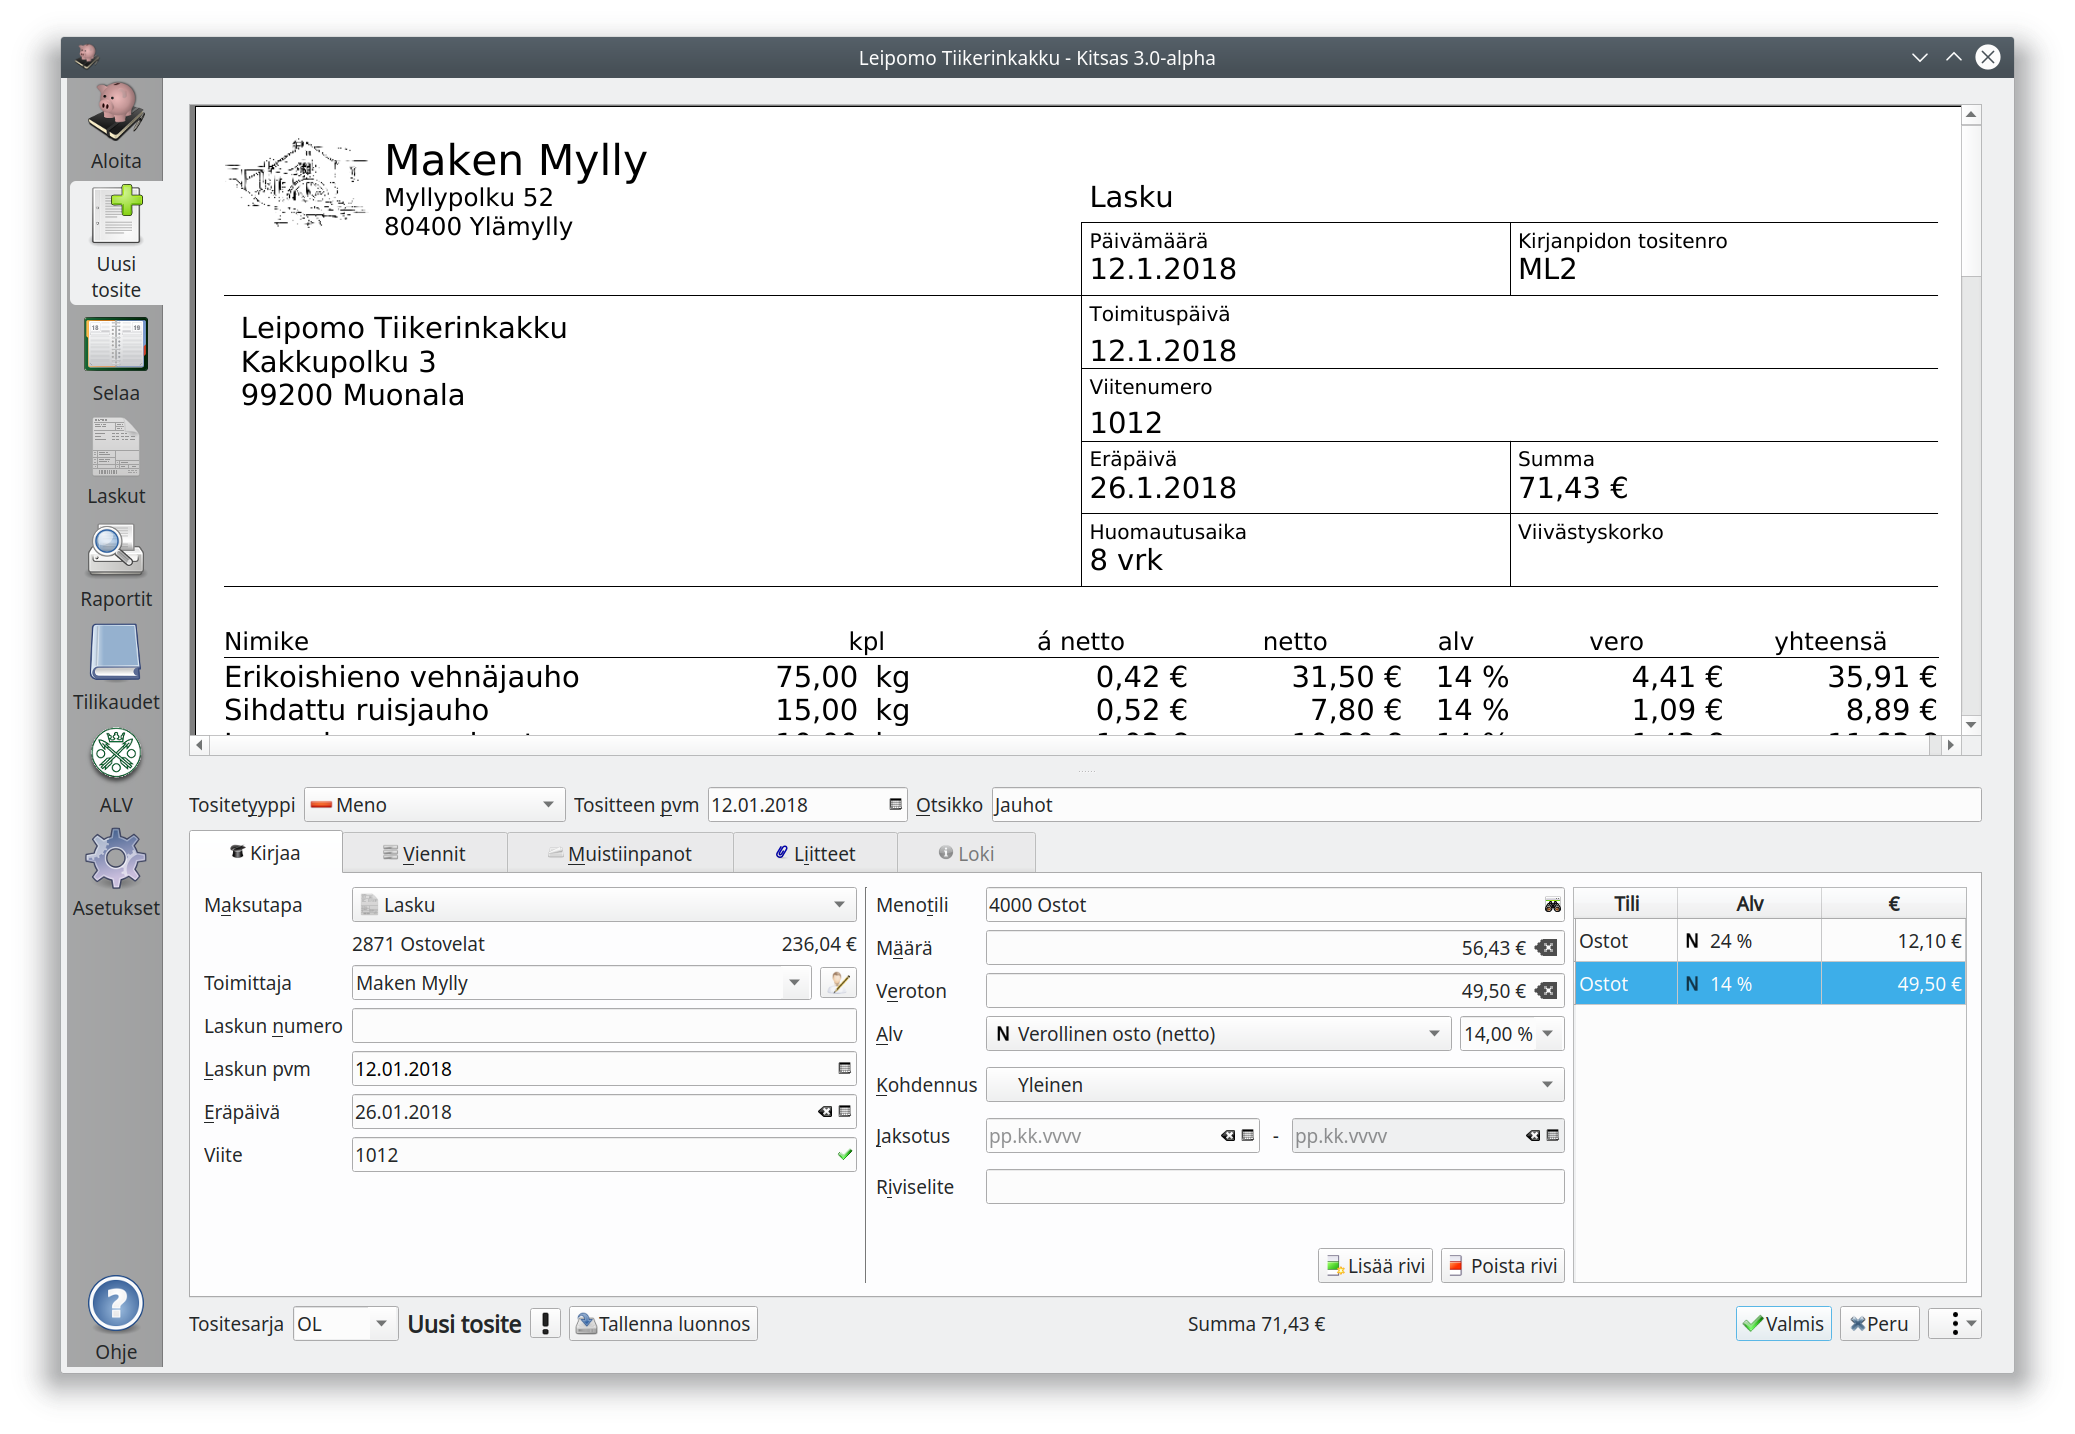 Leipomo Tiikerinkakku - Kitsas 3.0-alpha
Aloita
Uusi
tosite
Selaa
Laskut
Raportit
Tilikaudet
ALV
Asetukset
Ohje
Maken Mylly
Myllypolku 52
80400 Ylämylly
Lasku
Päivämäärä
12.1.2018
Kirjanpidon tositenro
ML2
Leipomo Tiikerinkakku
Kakkupolku 3
99200 Muonala
Toimituspäivä
12.1.2018
Viitenumero
1012
Eräpäivä
26.1.2018
Summa
71,43 €
Huomautusaika
8 vrk
Viivästyskorko
Nimike kpl á netto netto alv vero yhteensä
Erikoishieno vehnäjauho 75,00 kg 0,42 € 31,50 € 14 % 4,41 € 35,91 €
Sihdattu ruisjauho 15,00 kg 0,52 € 7,80 € 14 % 1,09 € 8,89 €
Tositetyyppi Meno Tositteen pvm 12.01.2018 Otsikko Jauhot
Kirjaa Viennit Muistiinpanot Liitteet Loki
Maksutapa Lasku
2871 Ostovelat 236,04 €
Toimittaja Maken Mylly
Laskun numero
Laskun pvm 12.01.2018
Eräpäivä 26.01.2018
Viite 1012
Menotili 4000 Ostot
Määrä 56,43 €
Veroton 49,50 €
Alv N Verollinen osto (netto) 14,00 %
Kohdennus Yleinen
Jaksotus pp.kk.vvvv - pp.kk.vvvv
Riviselite
Lisää rivi Poista rivi
Tili Alv €
Ostot N 24 % 12,10 €
Ostot N 14 % 49,50 €
Tositesarja OL Uusi tosite ! Tallenna luonnos Summa 71,43 € Valmis Peru